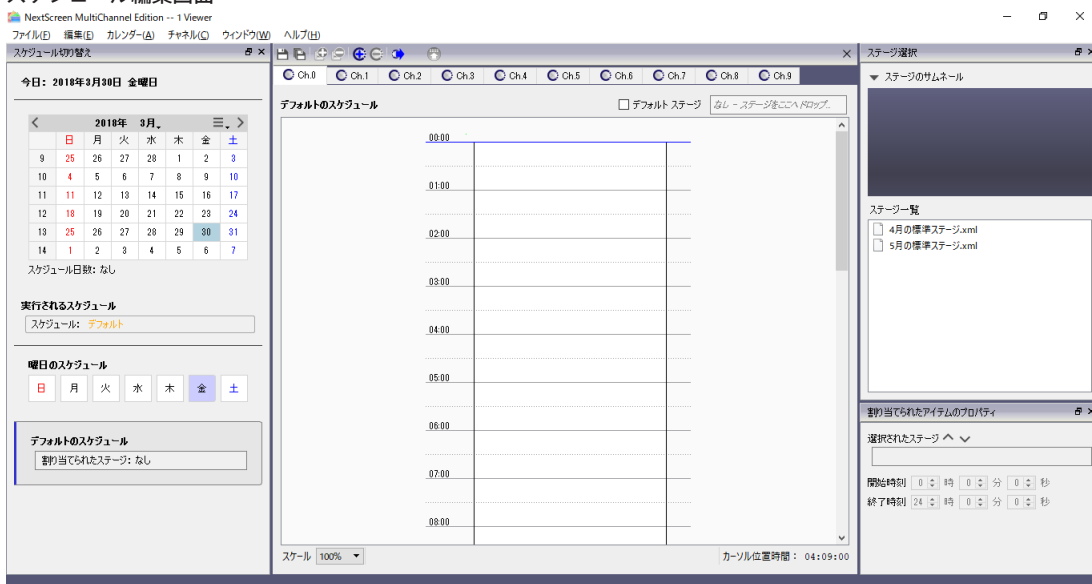 スケジュール編集画面
NextScreen MultiChannel Edition -- 1 Viewer
ファイル(F) 編集(E) カレンダー(A) チャネル(C) ウィンドウ(W) ヘルプ(H)
スケジュール切り替え
今日: 2018年3月30日 金曜日
2018年 3月
日 月 火 水 木 金 土
9 25 26 27 28 1 2 3
10 4 5 6 7 8 9 10
11 11 12 13 14 15 16 17
12 18 19 20 21 22 23 24
13 25 26 27 28 29 30 31
14 1 2 3 4 5 6 7
スケジュール日数: なし
実行されるスケジュール
スケジュール: デフォルト
曜日のスケジュール
日 月 火 水 木 金 土
デフォルトのスケジュール
割り当てられたステージ: なし
Ch.0 Ch.1 Ch.2 Ch.3 Ch.4 Ch.5 Ch.6 Ch.7 Ch.8 Ch.9
デフォルトのスケジュール
デフォルト ステージ なし - ステージをここへドロップ..
00:00
01:00
02:00
03:00
04:00
05:00
06:00
07:00
08:00
スケール 100%
カーソル位置時間: 04:09:00
ステージ選択
ステージのサムネール
ステージ一覧
4月の標準ステージ.xml
5月の標準ステージ.xml
割り当てられたアイテムのプロパティ
選択されたステージ
開始時刻 0 時 0 分 0 秒
終了時刻 24 時 0 分 0 秒